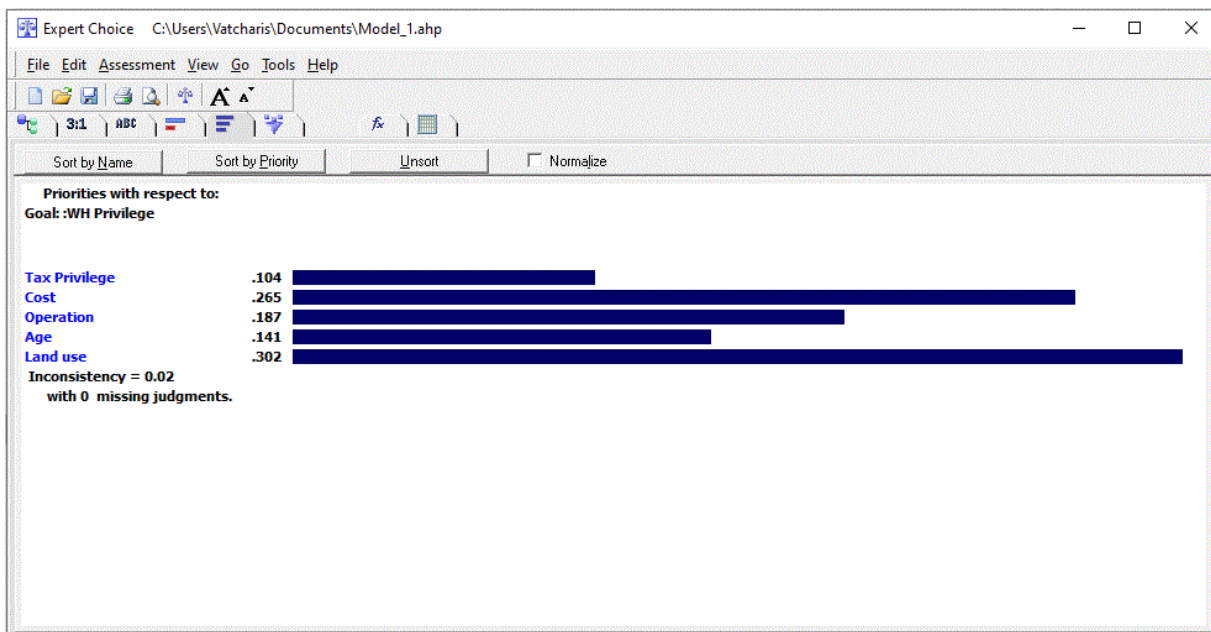 Expert Choice C:\Users\Vatcharis\Documents\Model_1.ahp
File Edit Assessment View Go Tools Help
A A
3:1 ABC fx
Sort by Name Sort by Priority Unsort Normalize
Priorities with respect to:
Goal: :WH Privilege
Tax Privilege .104
Cost .265
Operation .187
Age .141
Land use .302
Inconsistency = 0.02
with 0 missing judgments.